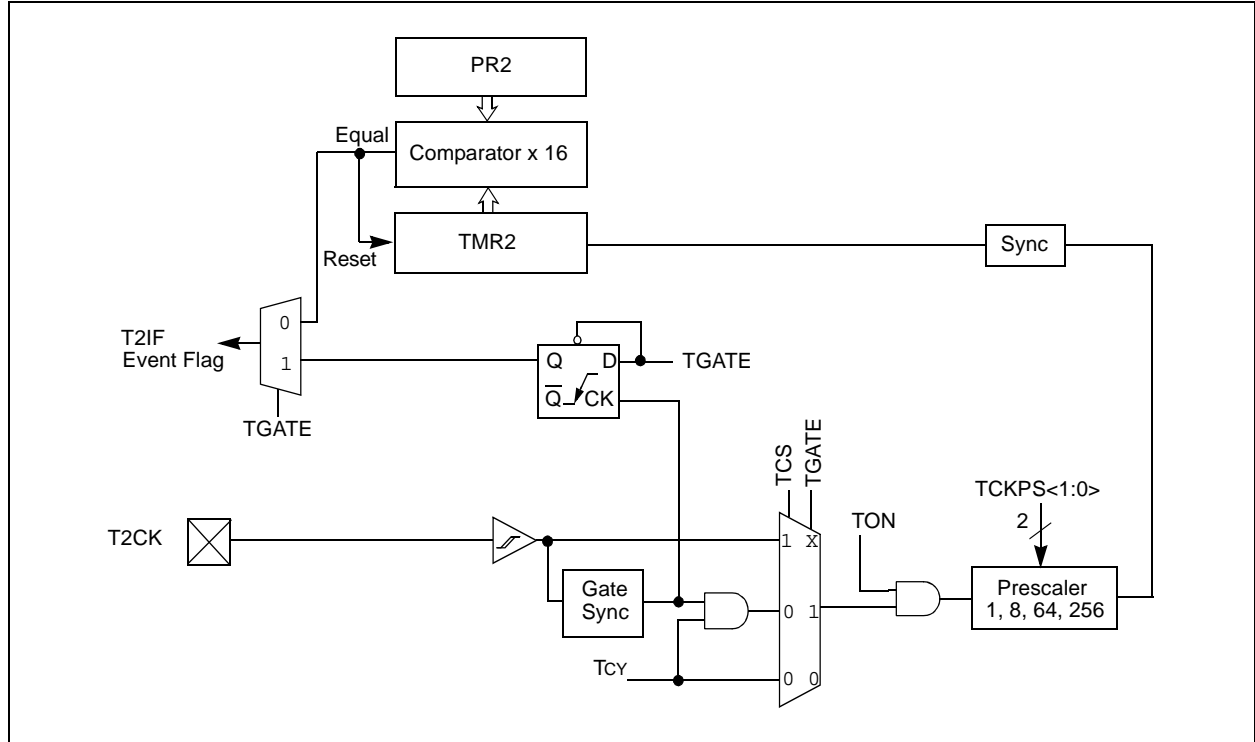 PR2
Equal
Comparator x 16
TMR2
Sync
Reset
0
T2IF
Event Flag
1
Q D
TGATE
Q̅ CK
TGATE
TCS
TGATE
TCKPS<1:0>
2
TON
T2CK
1 X
Gate
Sync
0 1
Prescaler
1, 8, 64, 256
TCY
0 0